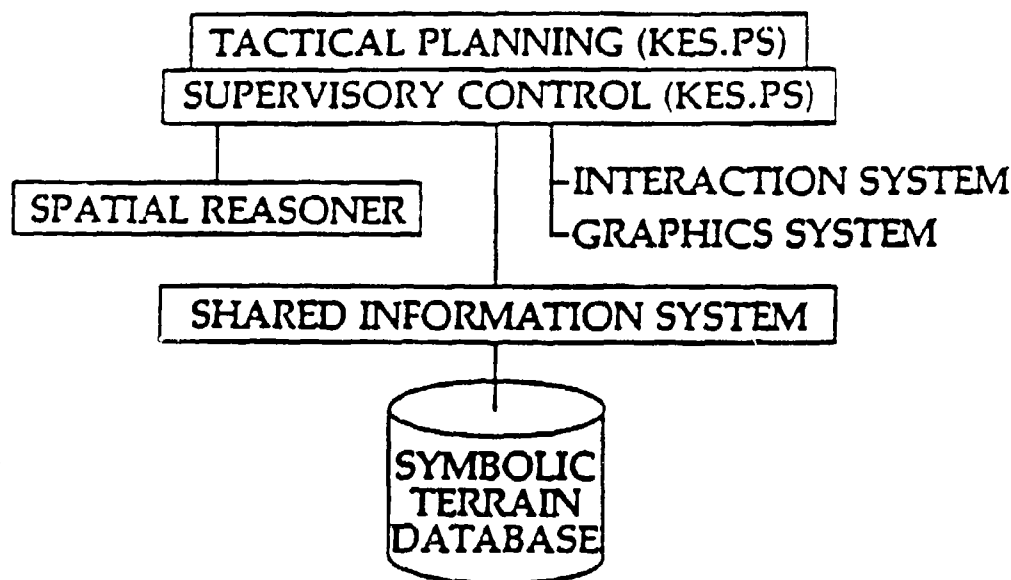 TACTICAL PLANNING (KES.PS)
SUPERVISORY CONTROL (KES.PS)
SPATIAL REASONER
INTERACTION SYSTEM
GRAPHICS SYSTEM
SHARED INFORMATION SYSTEM
SYMBOLIC
TERRAIN
DATABASE